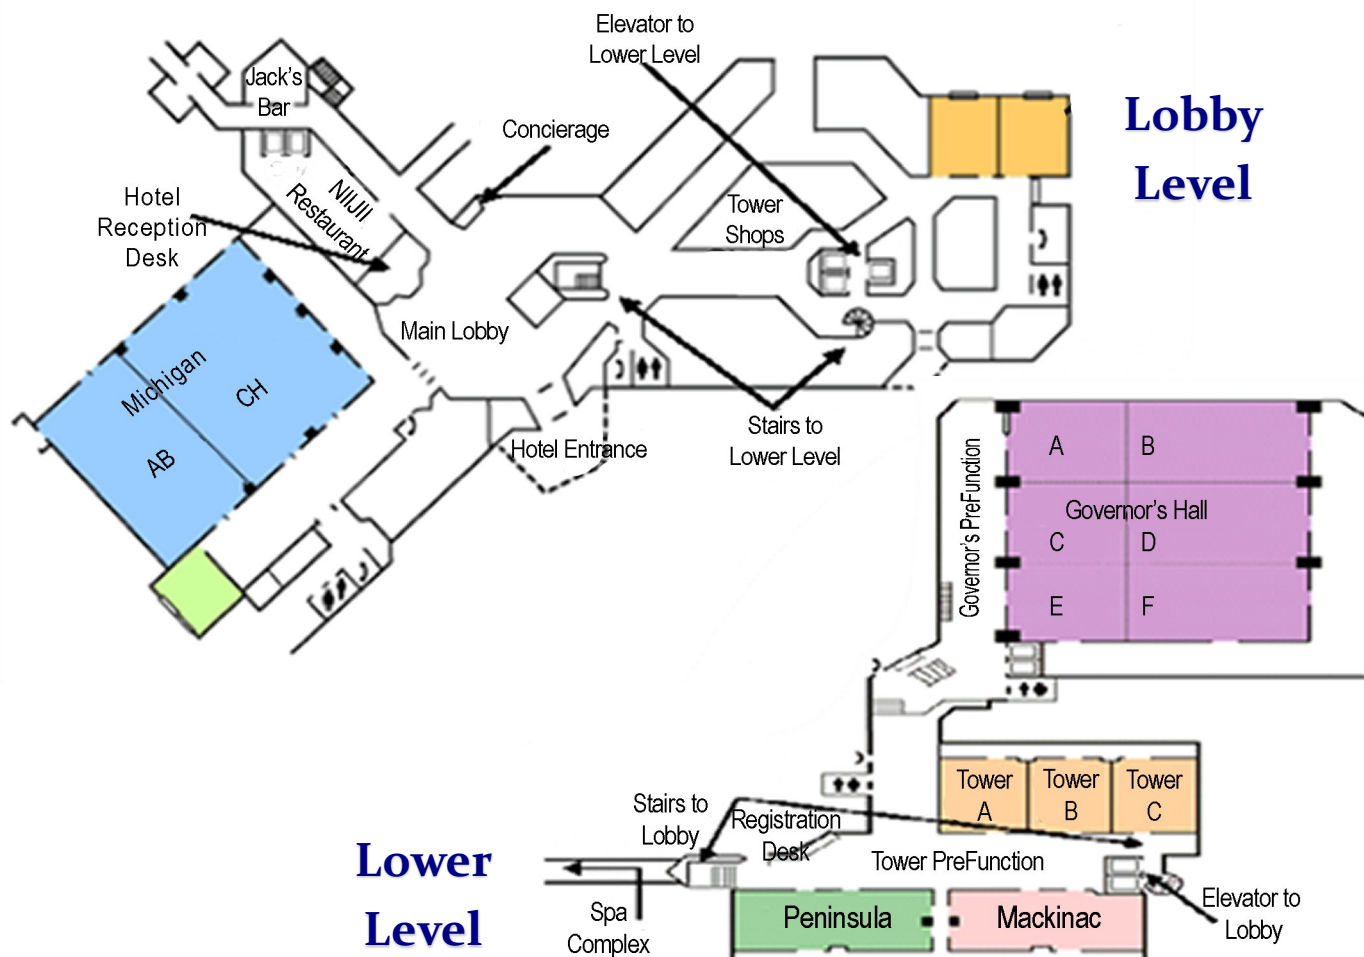 Elevator to
Lower Level
Jack's
Bar
Concierage
Lobby
Level
Hotel
Reception
Desk
NIIJII
Restaurant
Tower
Shops
Main Lobby
Michigan
CH
AB
Hotel Entrance
Stairs to
Lower Level
Governor's PreFunction
A
B
Governor's Hall
C
D
E
F
Tower
A
Tower
B
Tower
C
Stairs to
Lobby
Registration
Desk
Tower PreFunction
Lower
Level
Spa
Complex
Peninsula
Mackinac
Elevator to
Lobby